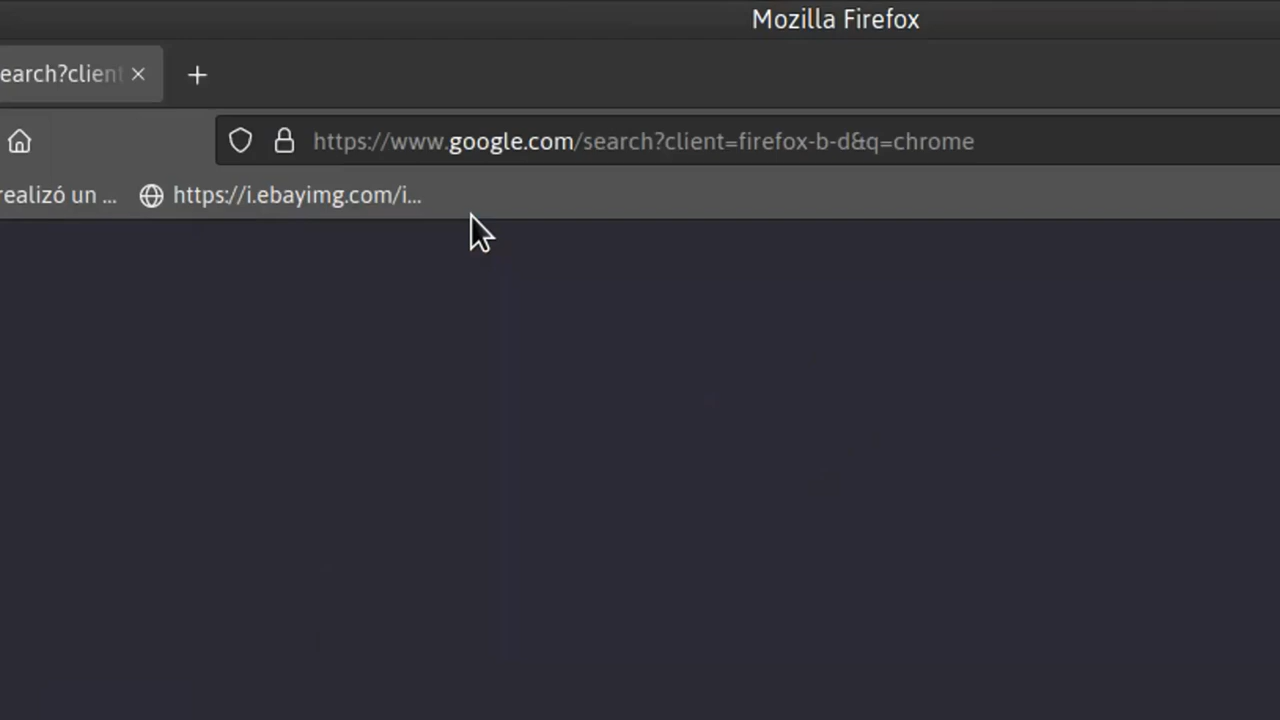 Mozilla Firefox
earch?client
https://www.google.com/search?client=firefox-b-d&q=chrome
realizó un ...
https://i.ebayimg.com/i...